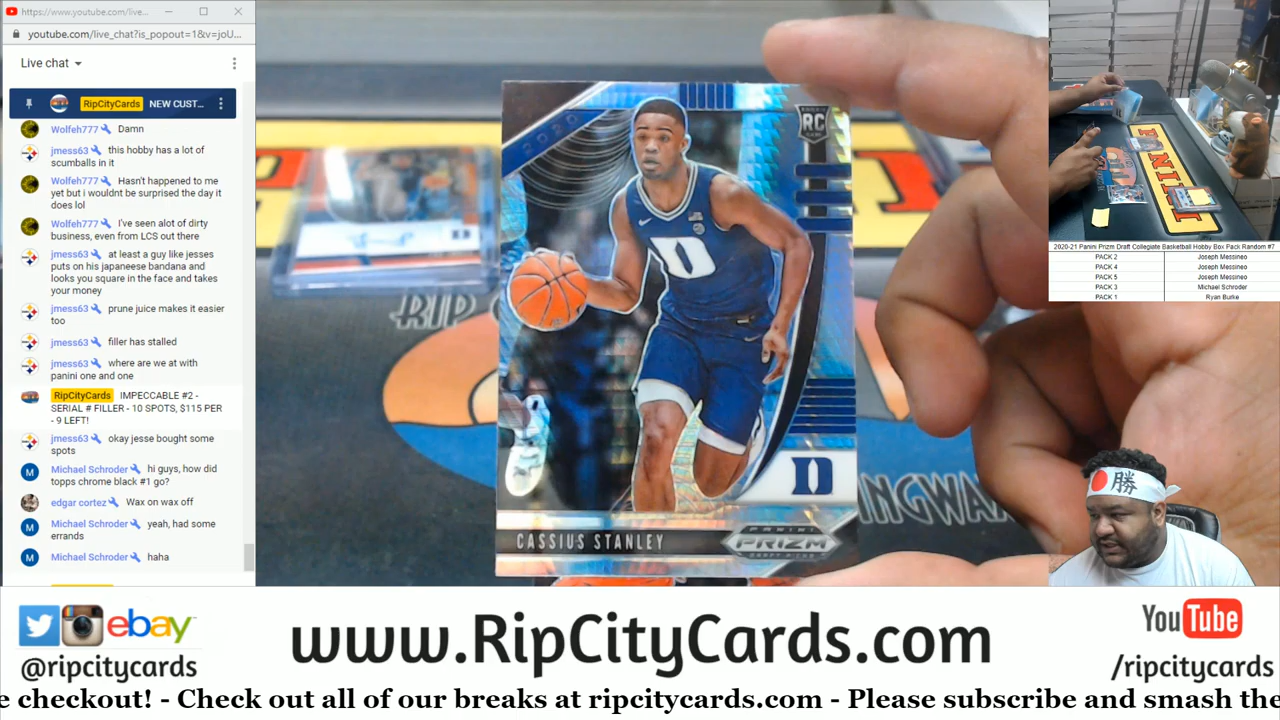 https://www.youtube.com/live...
youtube.com/live_chat?is_popout=1&v=joU...
Live chat
RipCityCards NEW CUST...
Wolfeh777 Damn
jmess63 this hobby has a lot of
scumballs in it
Wolfeh777 Hasn't happened to me
yet but i wouldnt be surprised the day it
does lol
Wolfeh777 I've seen alot of dirty
business, even from LCS out there
jmess63 at least a guy like jesses
puts on his japaneese bandana and
looks you square in the face and takes
your money
jmess63 prune juice makes it easier
too
jmess63 filler has stalled
jmess63 where are we at with
panini one and one
RipCityCards IMPECCABLE #2 -
SERIAL # FILLER - 10 SPOTS, $115 PER
- 9 LEFT!
jmess63 okay jesse bought some
spots
M Michael Schroder hi guys, how did
topps chrome black #1 go?
edgar cortez Wax on wax off
M Michael Schroder yeah, had some
errands
M Michael Schroder haha
2020
RC
D
D
CASSIUS STANLEY
PANINI
PRIZM
DRAFT PICKS
RIP
INGWAX
PANINI
2020-21 Panini Prizm Draft Collegiate Basketball Hobby Box Pack Random #7
PACK 2 Joseph Messineo
PACK 4 Joseph Messineo
PACK 5 Joseph Messineo
PACK 3 Michael Schroder
PACK 1 Ryan Burke
勝
ebay
@ripcitycards
www.RipCityCards.com
YouTube
/ripcitycards
e checkout! - Check out all of our breaks at ripcitycards.com - Please subscribe and smash the